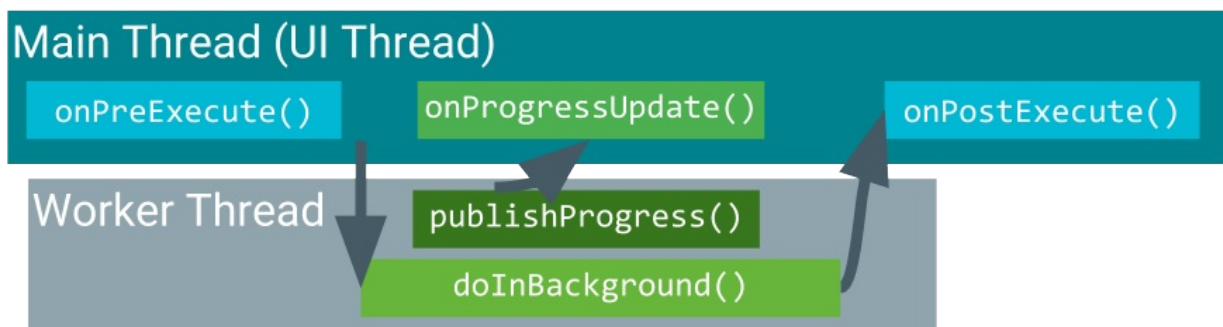 Main Thread (UI Thread)
onPreExecute()
onProgressUpdate()
onPostExecute()
Worker Thread
publishProgress()
doInBackground()